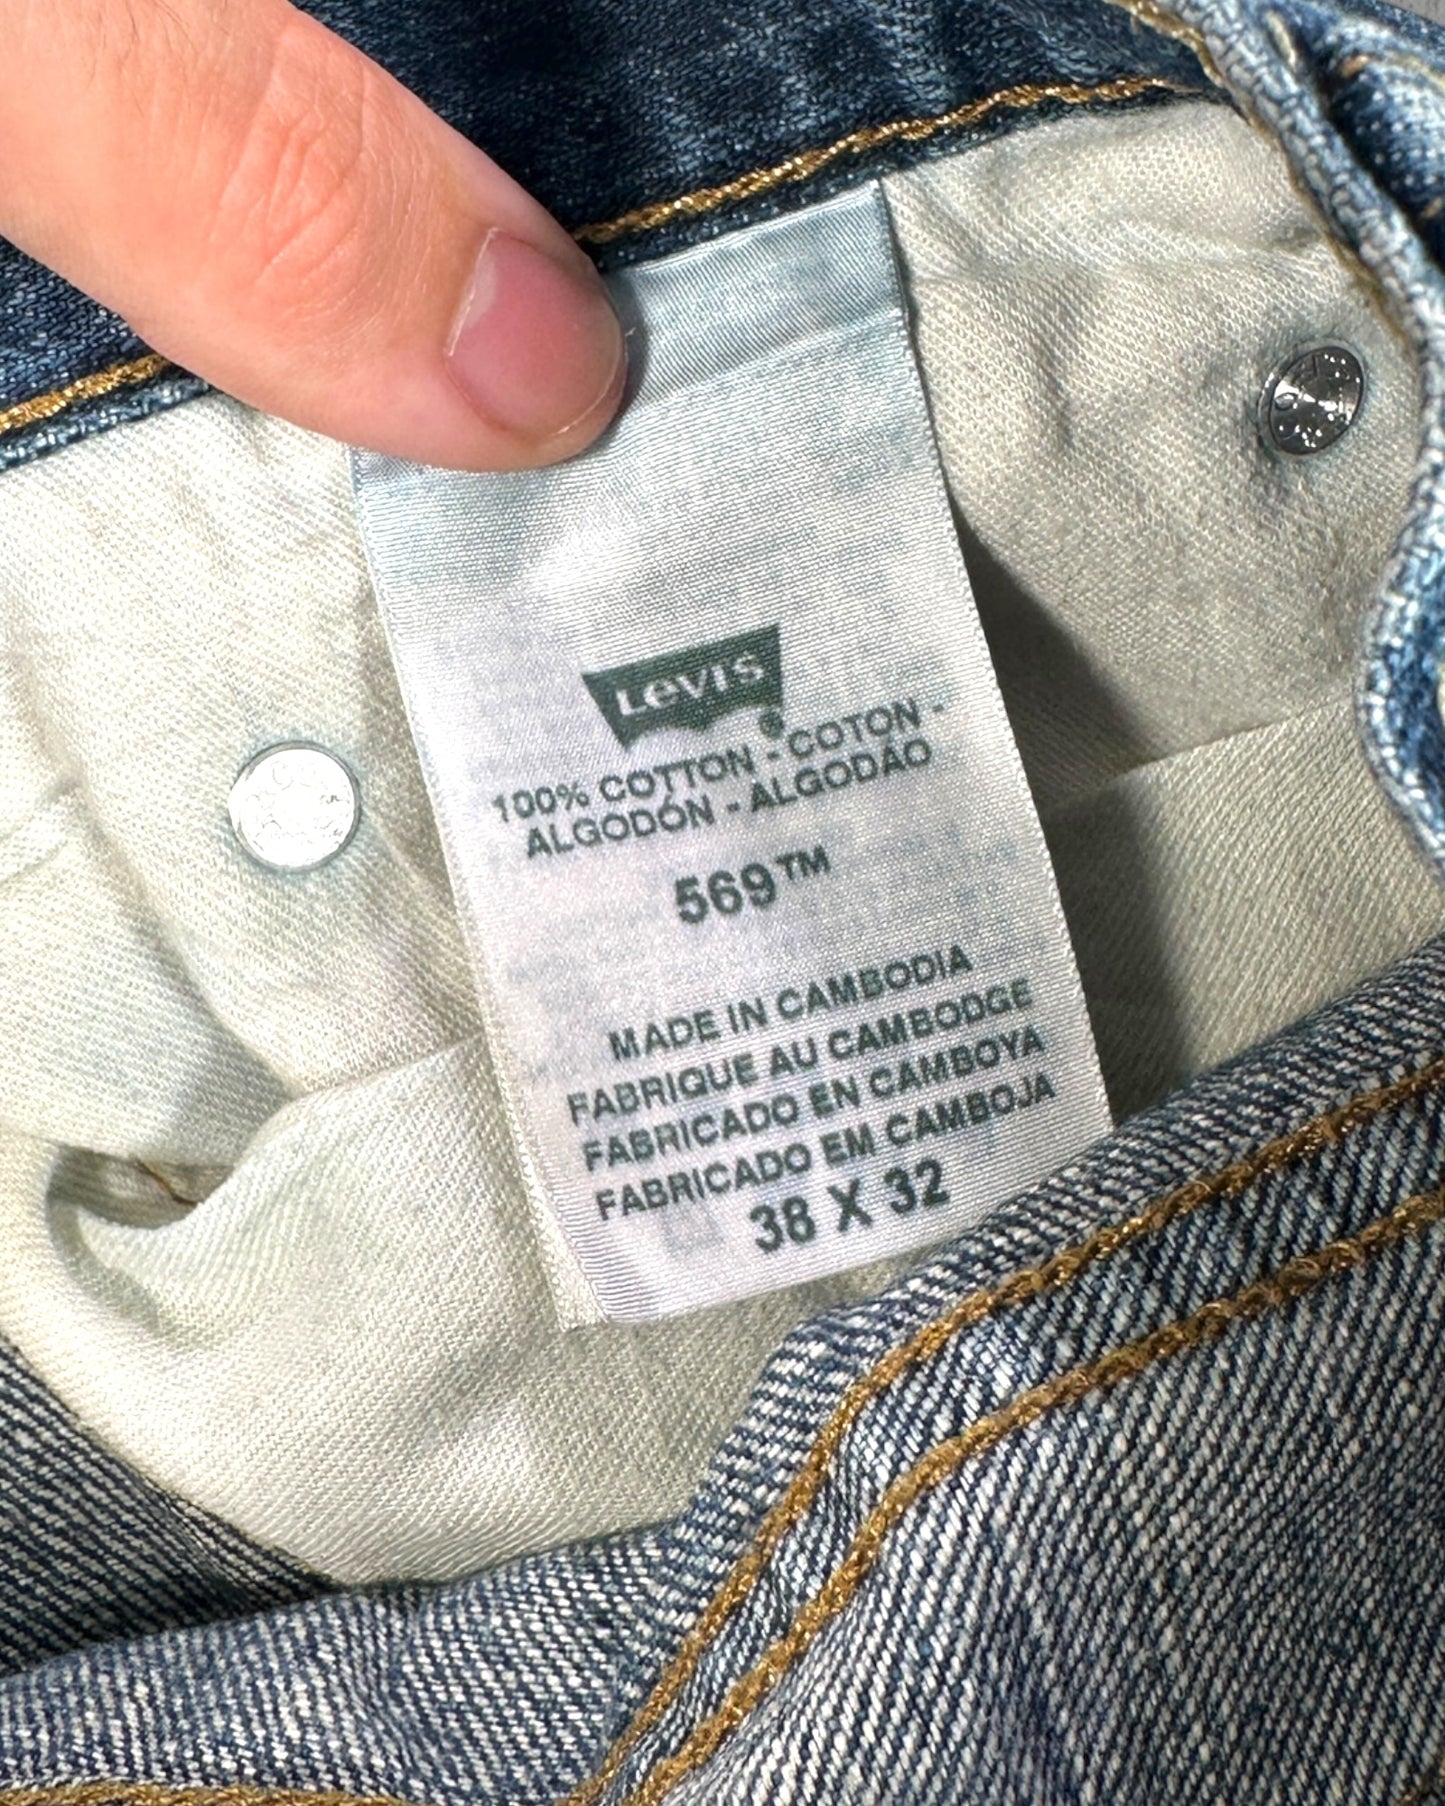 Levi's
100% COTTON - COTON -
ALGODÓN - ALGODÃO
569™
MADE IN CAMBODIA
FABRIQUE AU CAMBODGE
FABRICADO EN CAMBOYA
FABRICADO EM CAMBOJA
38 X 32